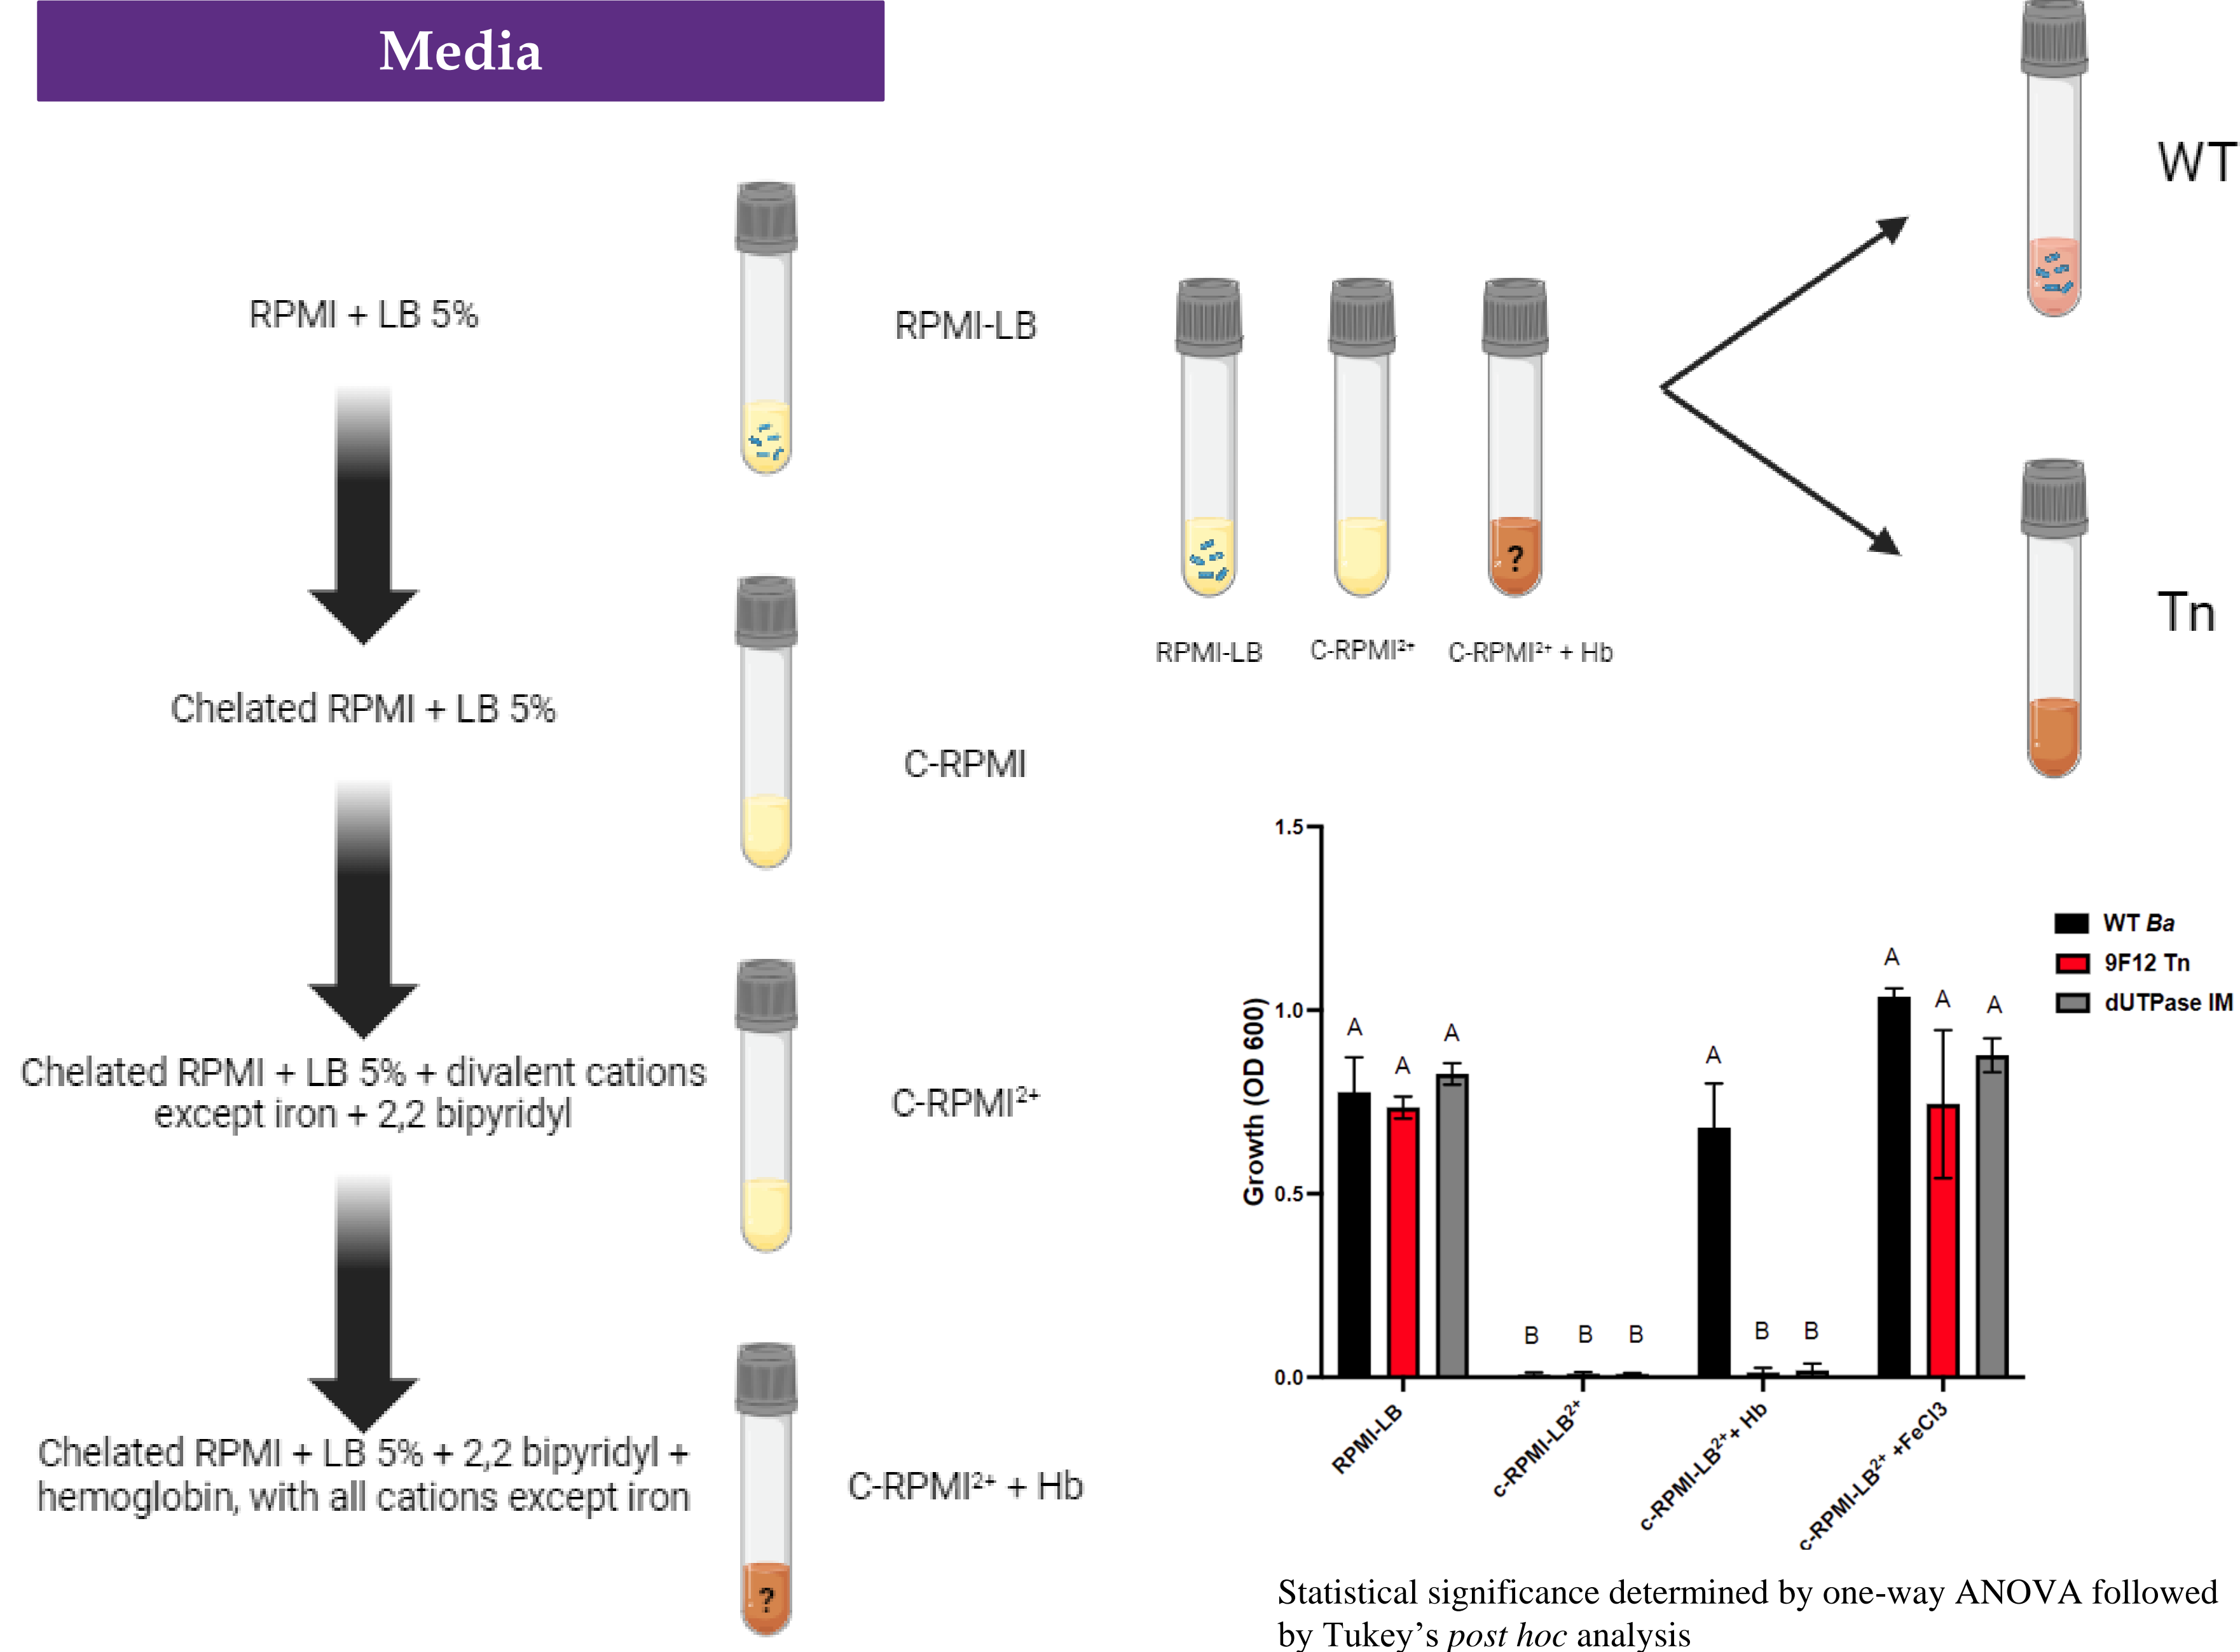 Media
RPMI + LB 5%
RPMI-LB
Chelated RPMI + LB 5%
C-RPMI
Chelated RPMI + LB 5% + divalent cations
except iron + 2,2 bipyridyl
C-RPMI²⁺
Chelated RPMI + LB 5% + 2,2 bipyridyl +
hemoglobin, with all cations except iron
C-RPMI²⁺ + Hb
?
RPMI-LB
C-RPMI²⁺
C-RPMI²⁺ + Hb
?
WT
Tn
Growth (OD 600)
1.5
1.0
0.5
0.0
A
A
A
B
B
B
A
B
B
A
A
A
RPMI-LB
c-RPMI-LB²⁺
c-RPMI-LB²⁺+ Hb
c-RPMI-LB²⁺ +FeCl3
WT Ba
9F12 Tn
dUTPase IM
Statistical significance determined by one-way ANOVA followed
by Tukey’s post hoc analysis